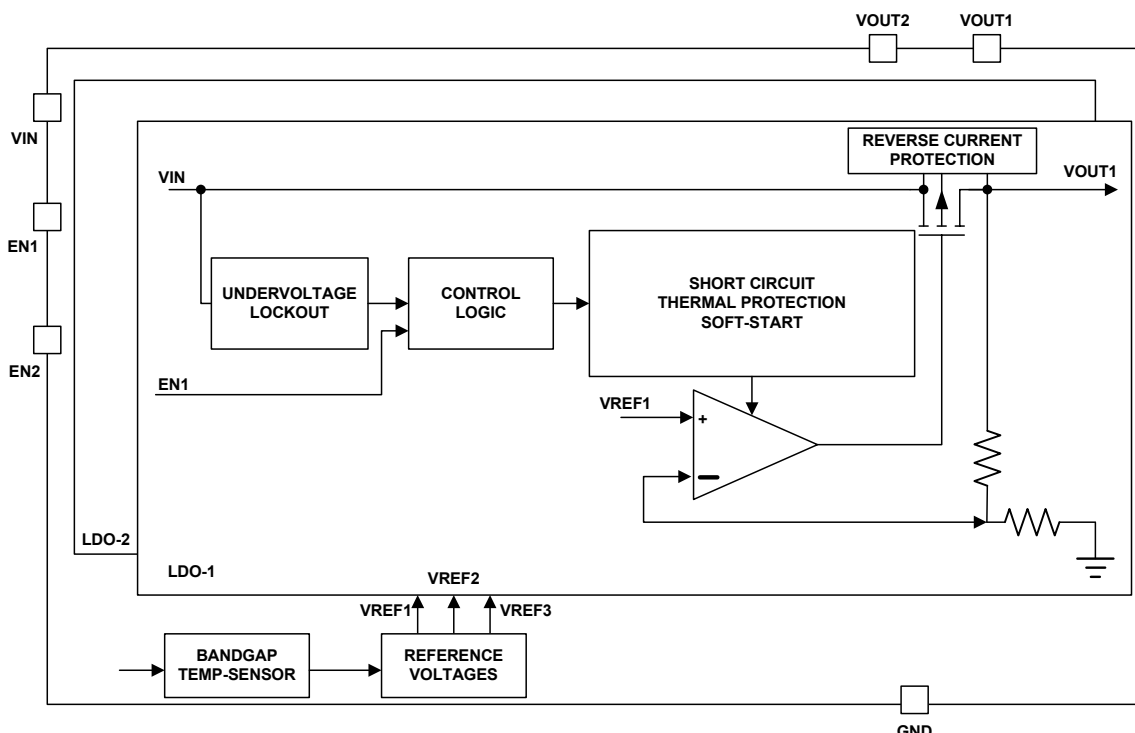 VOUT2
VOUT1
VIN
REVERSE CURRENT
PROTECTION
VIN
VOUT1
EN1
UNDERVOLTAGE
LOCKOUT
CONTROL
LOGIC
SHORT CIRCUIT
THERMAL PROTECTION
SOFT-START
EN2
EN1
VREF1
+
−
LDO-2
LDO-1
VREF2
VREF1
VREF3
BANDGAP
TEMP-SENSOR
REFERENCE
VOLTAGES
GND